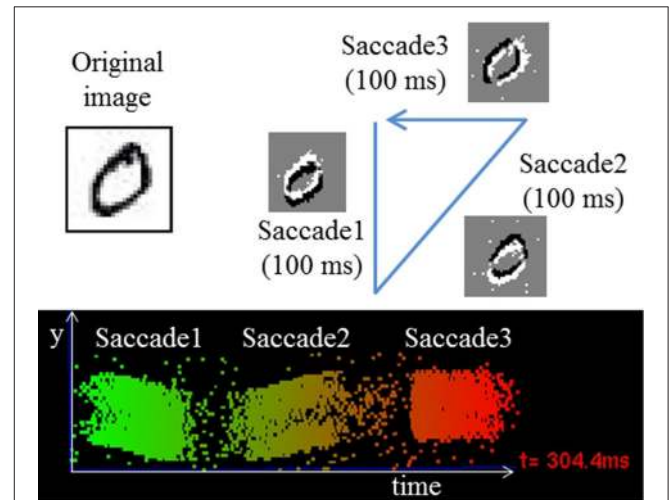 Original
image
Saccade3
(100 ms)
Saccade2
(100 ms)
Saccade1
(100 ms)
y
Saccade1 Saccade2 Saccade3
t= 304.4ms
time